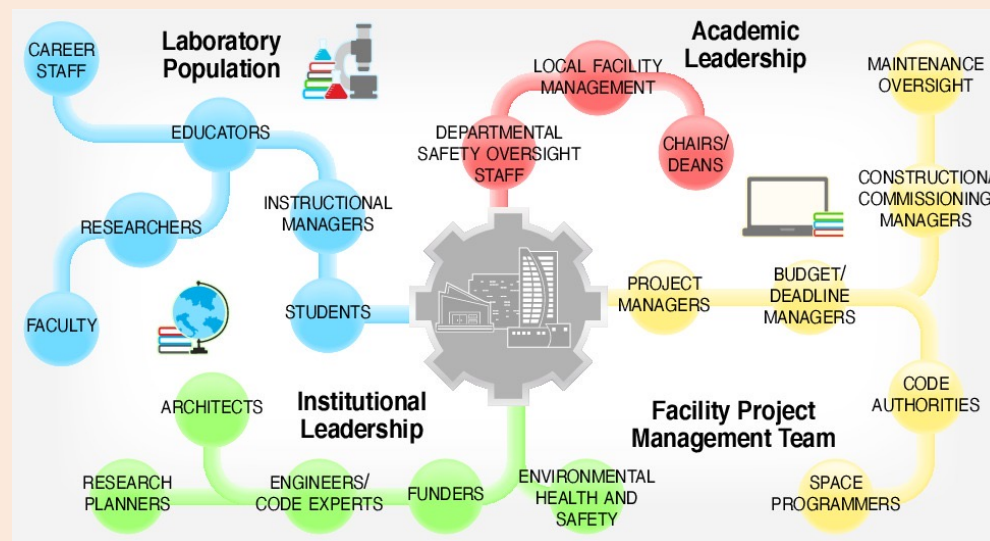 Laboratory
Population
CAREER
STAFF
EDUCATORS
RESEARCHERS
FACULTY
INSTRUCTIONAL
MANAGERS
STUDENTS
Academic
Leadership
LOCAL FACILITY
MANAGEMENT
DEPARTMENTAL
SAFETY OVERSIGHT
STAFF
CHAIRS/
DEANS
MAINTENANCE
OVERSIGHT
CONSTRUCTION/
COMMISSIONING
MANAGERS
PROJECT
MANAGERS
BUDGET/
DEADLINE
MANAGERS
CODE
AUTHORITIES
SPACE
PROGRAMMERS
Facility Project
Management Team
Institutional
Leadership
ARCHITECTS
RESEARCH
PLANNERS
ENGINEERS/
CODE EXPERTS
FUNDERS
ENVIRONMENTAL
HEALTH AND
SAFETY